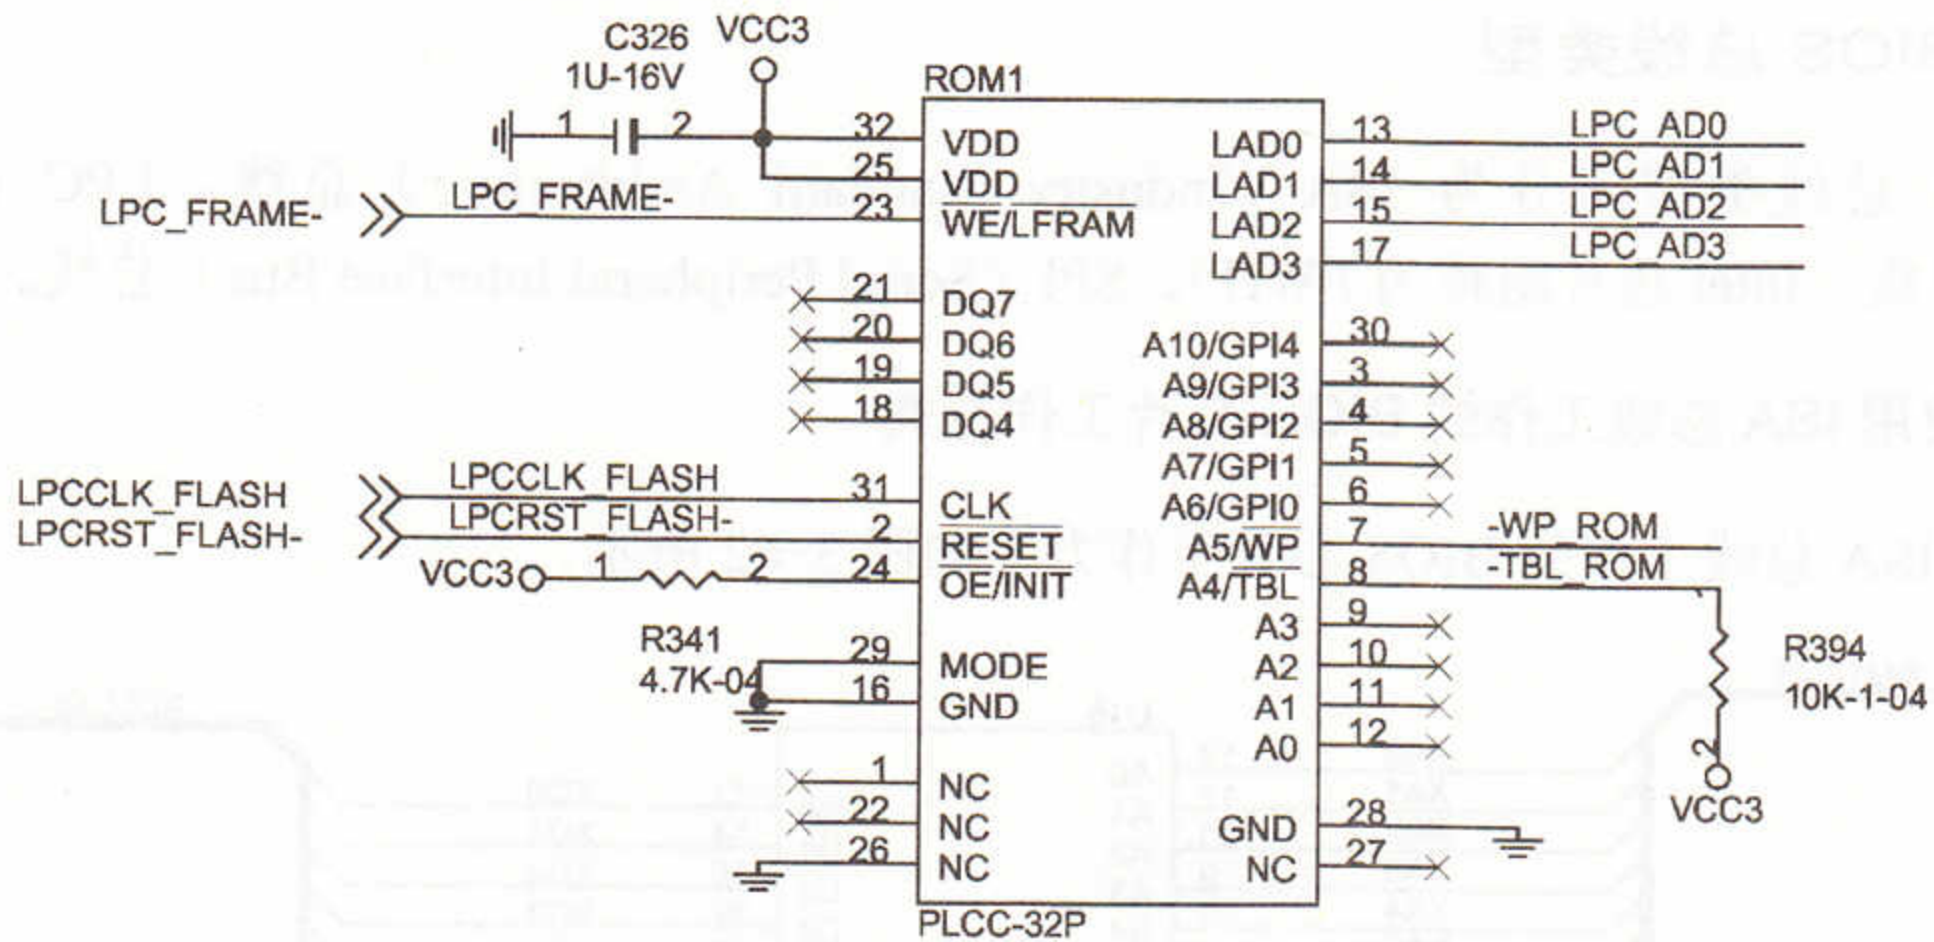 C326 VCC3
1U-16V
ROM1
1 2 32 VDD LAD0 13 LPC_AD0
25 VDD LAD1 14 LPC_AD1
LPC_FRAME- LPC_FRAME- 23 WE/LFRAM LAD2 15 LPC_AD2
LAD3 17 LPC_AD3
21 DQ7
20 DQ6 A10/GPI4 30
19 DQ5 A9/GPI3 3
18 DQ4 A8/GPI2 4
A7/GPI1 5
LPCCLK_FLASH LPCCLK_FLASH 31 CLK A6/GPI0 6
LPCRST_FLASH- LPCRST_FLASH- 2 RESET A5/WP 7 -WP_ROM
VCC3 1 2 24 OE/INIT A4/TBL 8 -TBL_ROM
A3 9
R341 29 MODE A2 10 R394
4.7K-04 16 GND A1 11 10K-1-04
A0 12 2
1 NC
22 NC GND 28 VCC3
26 NC NC 27
PLCC-32P